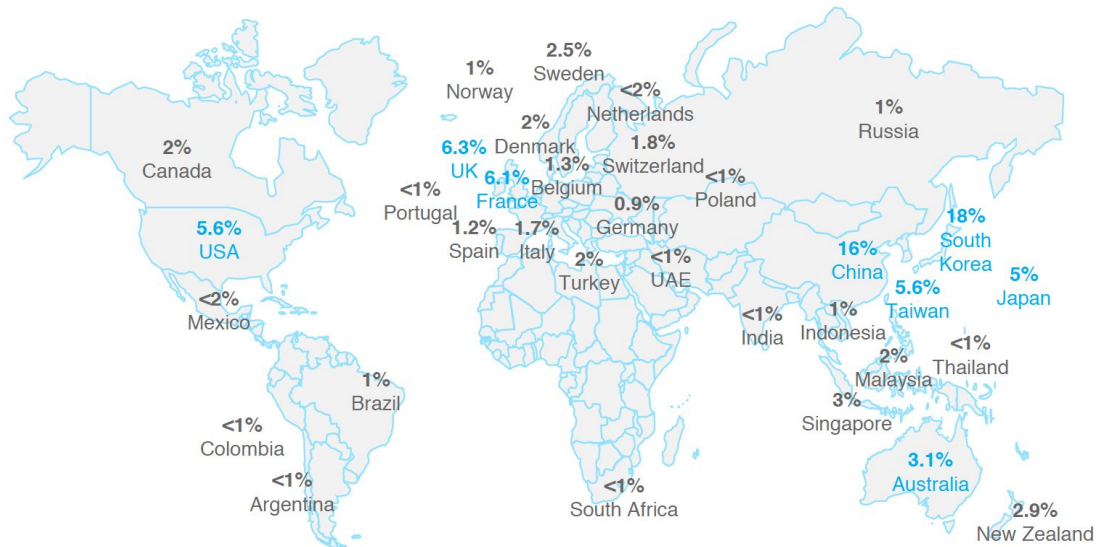 2.5%
Sweden
1%
Norway
<2%
Netherlands
1%
Russia
2%
Denmark
2%
Canada
6.3%
UK
1.8%
Switzerland
1.3%
Belgium
6.1%
France
<1%
Poland
<1%
Portugal
0.9%
Germany
5.6%
USA
1.2%
Spain
1.7%
Italy
18%
South
Korea
16%
China
2%
Turkey
<1%
UAE
5.6%
Taiwan
5%
Japan
<2%
Mexico
<1%
India
1%
Indonesia
<1%
Thailand
2%
Malaysia
1%
Brazil
3%
Singapore
<1%
Colombia
3.1%
Australia
<1%
Argentina
<1%
South Africa
2.9%
New Zealand